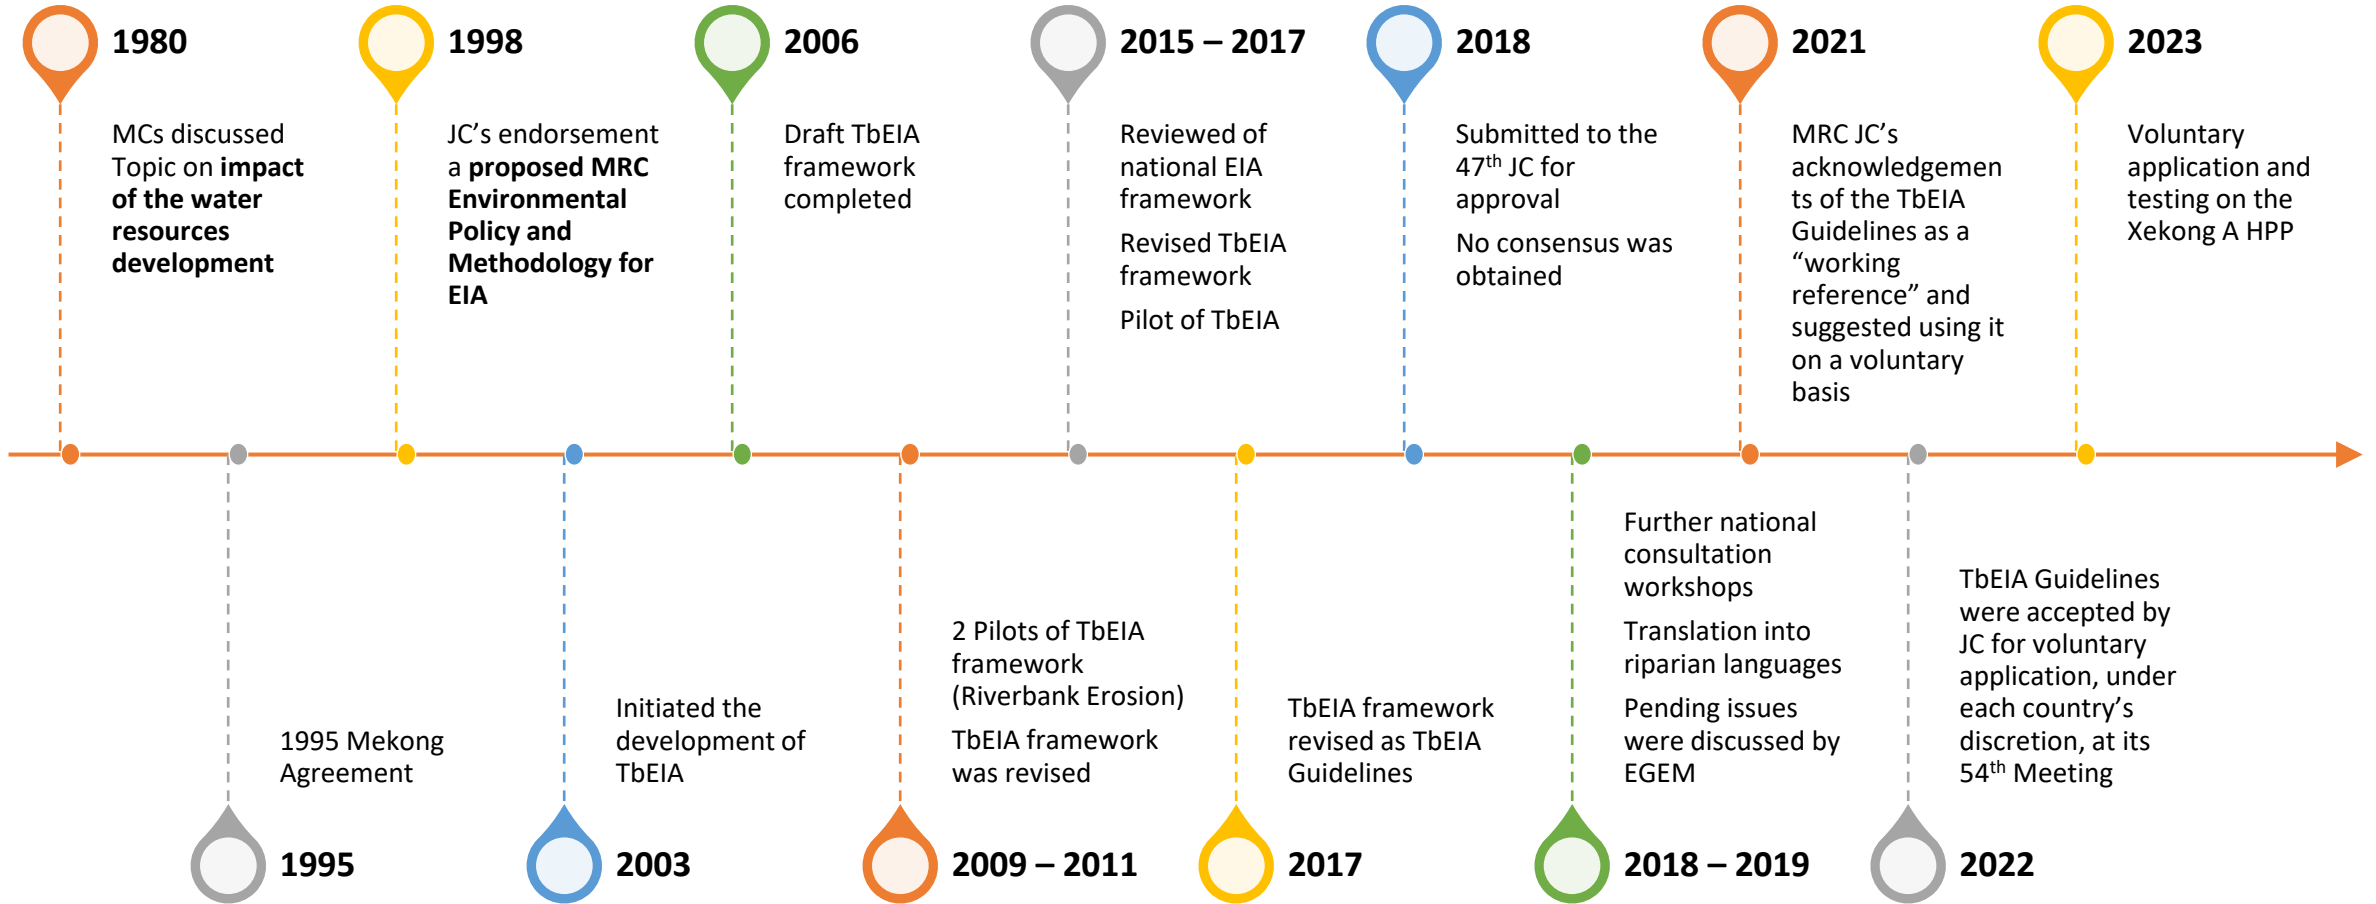 1980
MCs discussed
Topic on impact
of the water
resources
development
1998
JC’s endorsement
a proposed MRC
Environmental
Policy and
Methodology for
EIA
2006
Draft TbEIA
framework
completed
2015 – 2017
Reviewed of
national EIA
framework
Revised TbEIA
framework
Pilot of TbEIA
2018
Submitted to the
47th JC for
approval
No consensus was
obtained
2021
MRC JC’s
acknowledgemen
ts of the TbEIA
Guidelines as a
“working
reference” and
suggested using it
on a voluntary
basis
2023
Voluntary
application and
testing on the
Xekong A HPP
1995 Mekong
Agreement
1995
Initiated the
development of
TbEIA
2003
2 Pilots of TbEIA
framework
(Riverbank Erosion)
TbEIA framework
was revised
2009 – 2011
TbEIA framework
revised as TbEIA
Guidelines
2017
Further national
consultation
workshops
Translation into
riparian languages
Pending issues
were discussed by
EGEM
2018 – 2019
TbEIA Guidelines
were accepted by
JC for voluntary
application, under
each country’s
discretion, at its
54th Meeting
2022